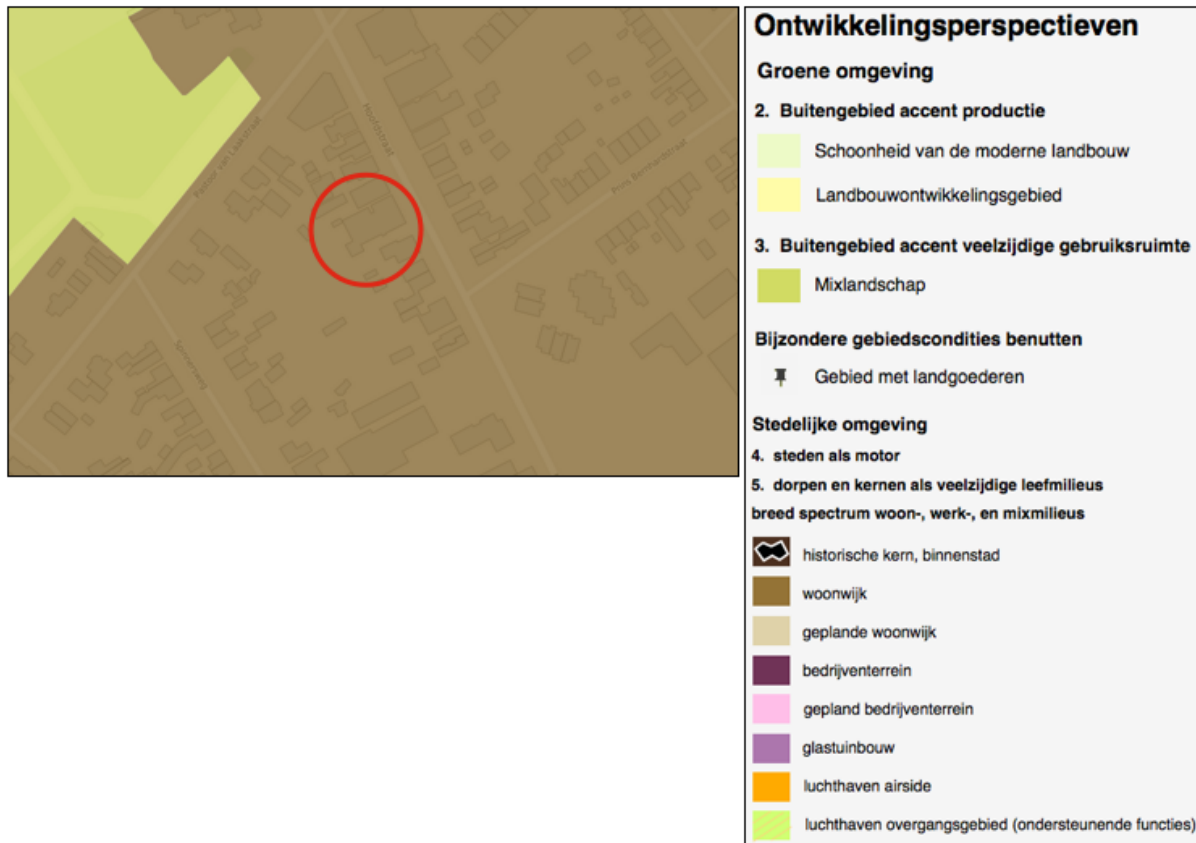 Hoofdstraat
Pastoor van Laakstraat
Prins Bernhardstraat
Ontwikkelingsperspectieven
Groene omgeving
2. Buitengebied accent productie
Schoonheid van de moderne landbouw
Landbouwontwikkelingsgebied
3. Buitengebied accent veelzijdige gebruiksruimte
Mixlandschap
Bijzondere gebiedscondities benutten
Gebied met landgoederen
Stedelijke omgeving
4. steden als motor
5. dorpen en kernen als veelzijdige leefmilieus
breed spectrum woon-, werk-, en mixmilieus
historische kern, binnenstad
woonwijk
geplande woonwijk
bedrijventerrein
gepland bedrijventerrein
glastuinbouw
luchthaven airside
luchthaven overgangsgebied (ondersteunende functies)